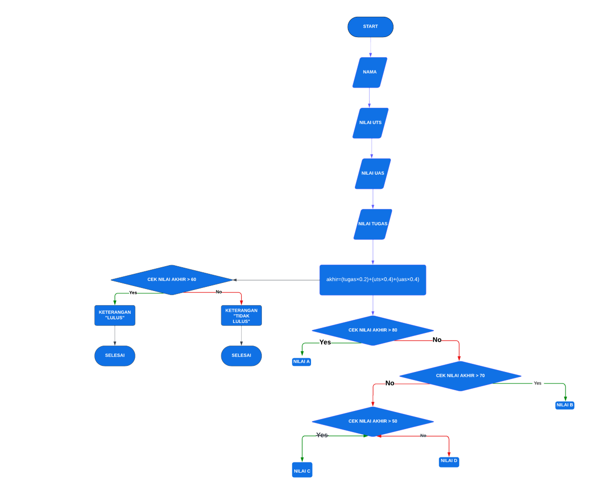 START
NAMA
NILAI UTS
NILAI UAS
NILAI TUGAS
akhir=(tugas×0.2)+(uts×0.4)+(uas×0.4)
CEK NILAI AKHIR > 60
Yes
No
KETERANGAN
"LULUS"
KETERANGAN
"TIDAK
LULUS"
SELESAI
SELESAI
CEK NILAI AKHIR > 80
Yes
No
NILAI A
CEK NILAI AKHIR > 70
No
Yes
NILAI B
CEK NILAI AKHIR > 50
Yes
No
NILAI C
NILAI D